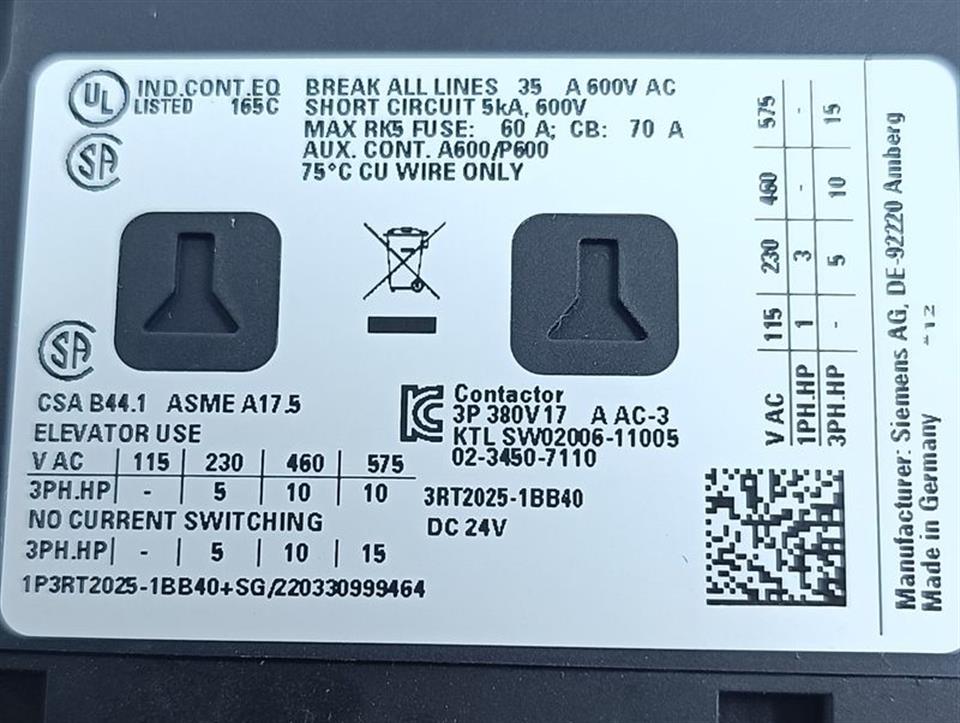 UL IND.CONT.EQ
LISTED 165C
BREAK ALL LINES 35 A 600V AC
SHORT CIRCUIT 5kA, 600V
MAX RK5 FUSE: 60 A; CB: 70 A
AUX. CONT. A600/P600
75°C CU WIRE ONLY
SA
SA
CSA B44.1 ASME A17.5
ELEVATOR USE
V AC | 115 | 230 | 460 | 575
3PH.HP | - | 5 | 10 | 10
NO CURRENT SWITCHING
3PH.HP | - | 5 | 10 | 15
1P3RT2025-1BB40+SG/220330999464
Contactor
3P 380V 17 A AC-3
KTL SW02006-11005
02-3450-7110
3RT2025-1BB40
DC 24V
V AC | 115 | 230 | 460 | 575
1PH.HP | 1 | 3 | - | -
3PH.HP | - | 5 | 10 | 15
Manufacturer: Siemens AG, DE-92220 Amberg
Made in Germany